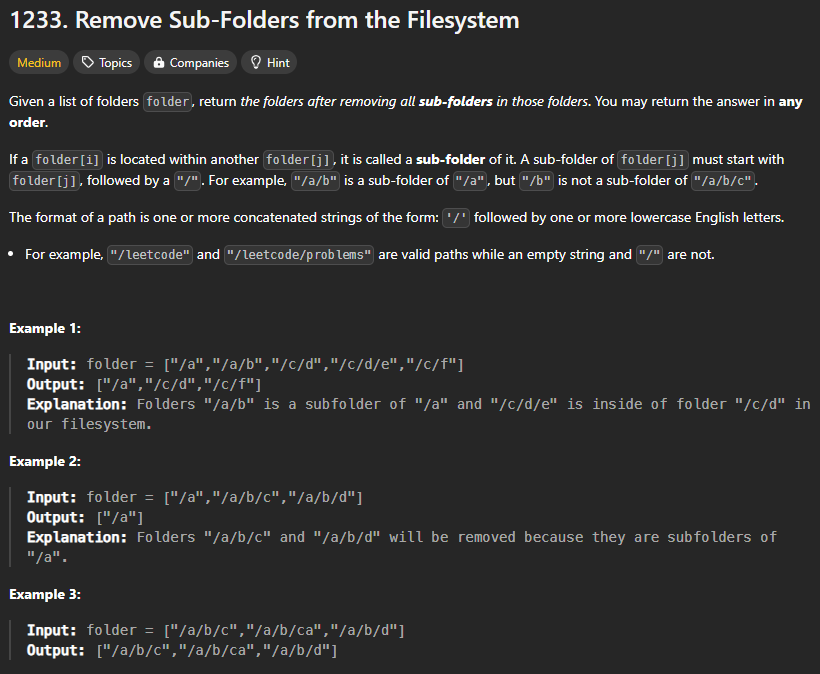 1233. Remove Sub-Folders from the Filesystem
Medium Topics Companies Hint
Given a list of folders folder, return the folders after removing all sub-folders in those folders. You may return the answer in any
order.
If a folder[i] is located within another folder[j], it is called a sub-folder of it. A sub-folder of folder[j] must start with
folder[j], followed by a "/". For example, "/a/b" is a sub-folder of "/a", but "/b" is not a sub-folder of "/a/b/c".
The format of a path is one or more concatenated strings of the form: '/' followed by one or more lowercase English letters.
• For example, "/leetcode" and "/leetcode/problems" are valid paths while an empty string and "/" are not.
Example 1:
Input: folder = ["/a","/a/b","/c/d","/c/d/e","/c/f"]
Output: ["/a","/c/d","/c/f"]
Explanation: Folders "/a/b" is a subfolder of "/a" and "/c/d/e" is inside of folder "/c/d" in
our filesystem.
Example 2:
Input: folder = ["/a","/a/b/c","/a/b/d"]
Output: ["/a"]
Explanation: Folders "/a/b/c" and "/a/b/d" will be removed because they are subfolders of
"/a".
Example 3:
Input: folder = ["/a/b/c","/a/b/ca","/a/b/d"]
Output: ["/a/b/c","/a/b/ca","/a/b/d"]